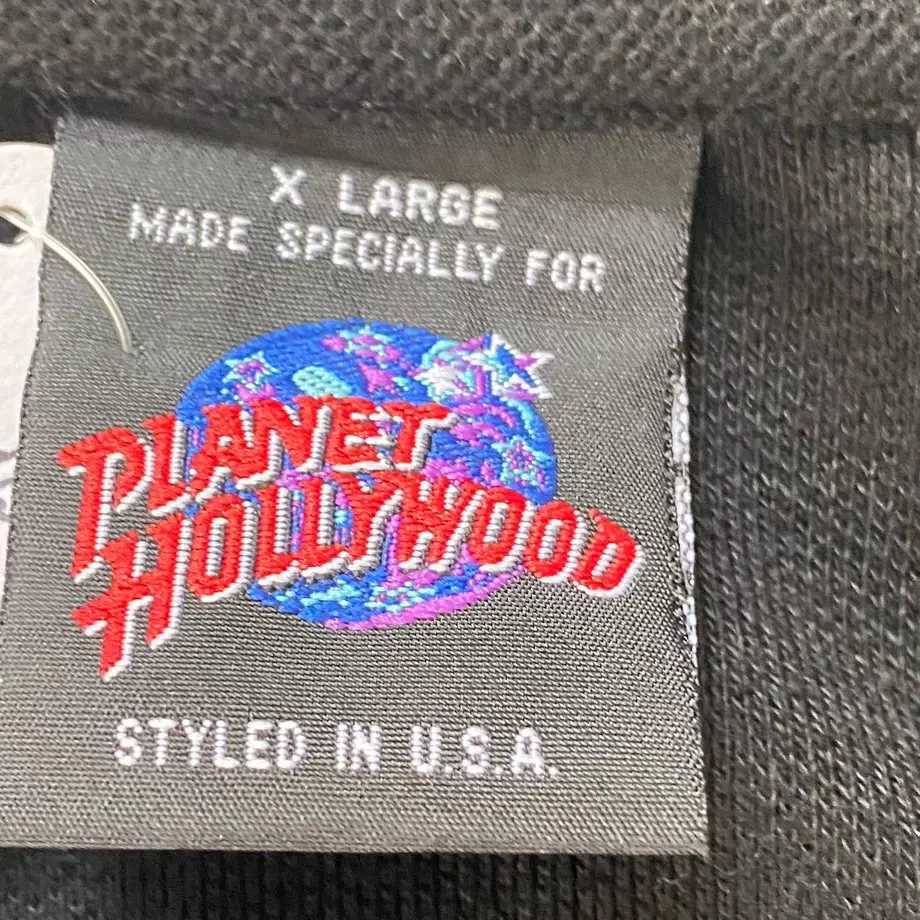 X LARGE
MADE SPECIALLY FOR
PLANET
HOLLYWOOD
STYLED IN U.S.A.